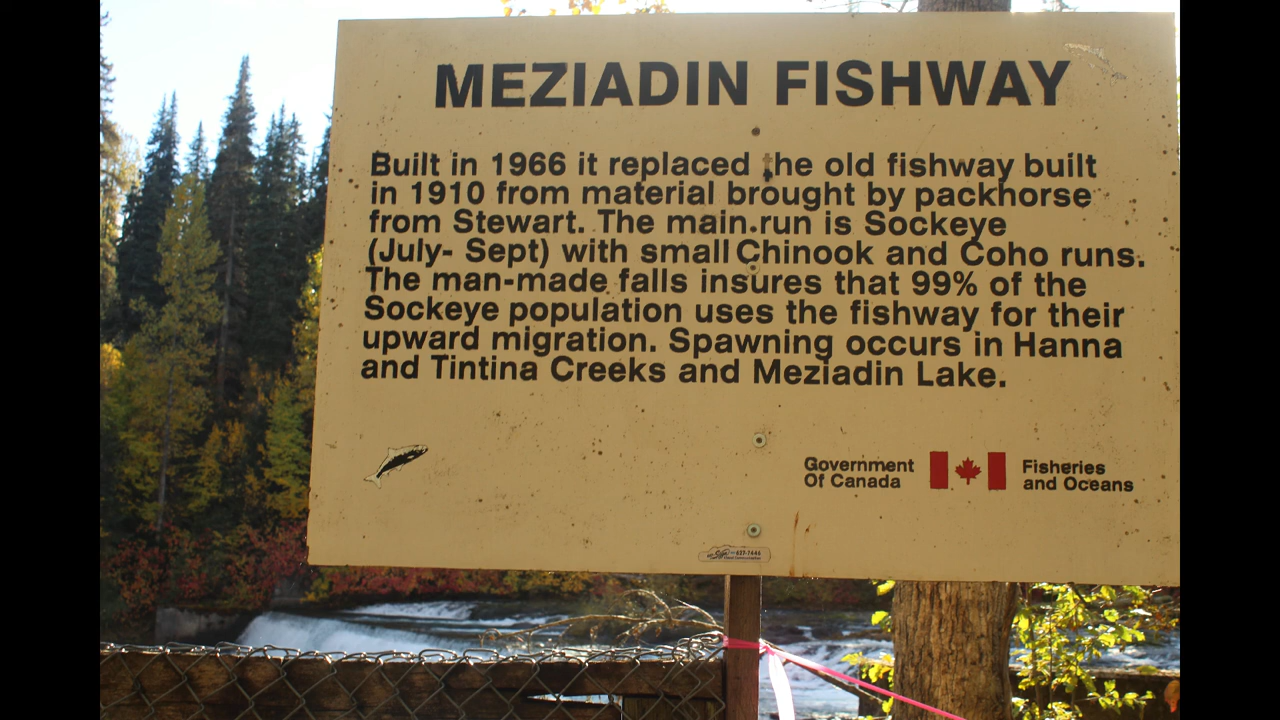 MEZIADIN FISHWAY
Built in 1966 it replaced the old fishway built
in 1910 from material brought by packhorse
from Stewart. The main run is Sockeye
(July- Sept) with small Chinook and Coho runs.
The man-made falls insures that 99% of the
Sockeye population uses the fishway for their
upward migration. Spawning occurs in Hanna
and Tintina Creeks and Meziadin Lake.
Government Fisheries
Of Canada and Oceans
637-7446